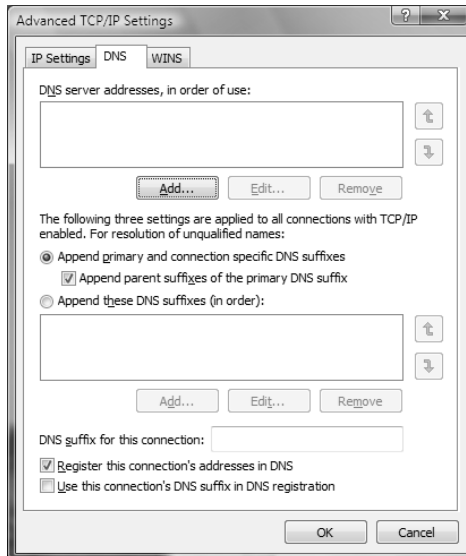 Advanced TCP/IP Settings
IP Settings DNS WINS
DNS server addresses, in order of use:
Add... Edit... Remove
The following three settings are applied to all connections with TCP/IP
enabled. For resolution of unqualified names:
Append primary and connection specific DNS suffixes
Append parent suffixes of the primary DNS suffix
Append these DNS suffixes (in order):
Add... Edit... Remove
DNS suffix for this connection:
Register this connection's addresses in DNS
Use this connection's DNS suffix in DNS registration
OK Cancel